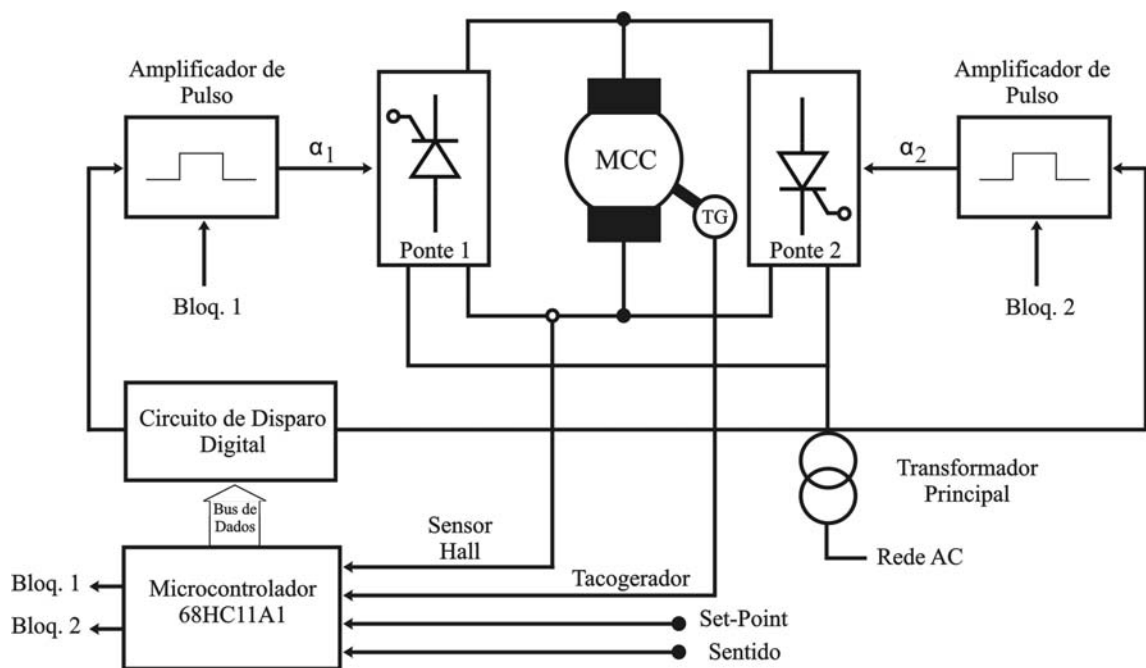 Amplificador de
Pulso
Amplificador de
Pulso
α1
MCC
α2
TG
Ponte 1
Ponte 2
Bloq. 1
Bloq. 2
Circuito de Disparo
Digital
Transformador
Principal
Bus de
Dados
Sensor
Hall
Rede AC
Tacogerador
Bloq. 1
Microcontrolador
68HC11A1
Bloq. 2
Set-Point
Sentido